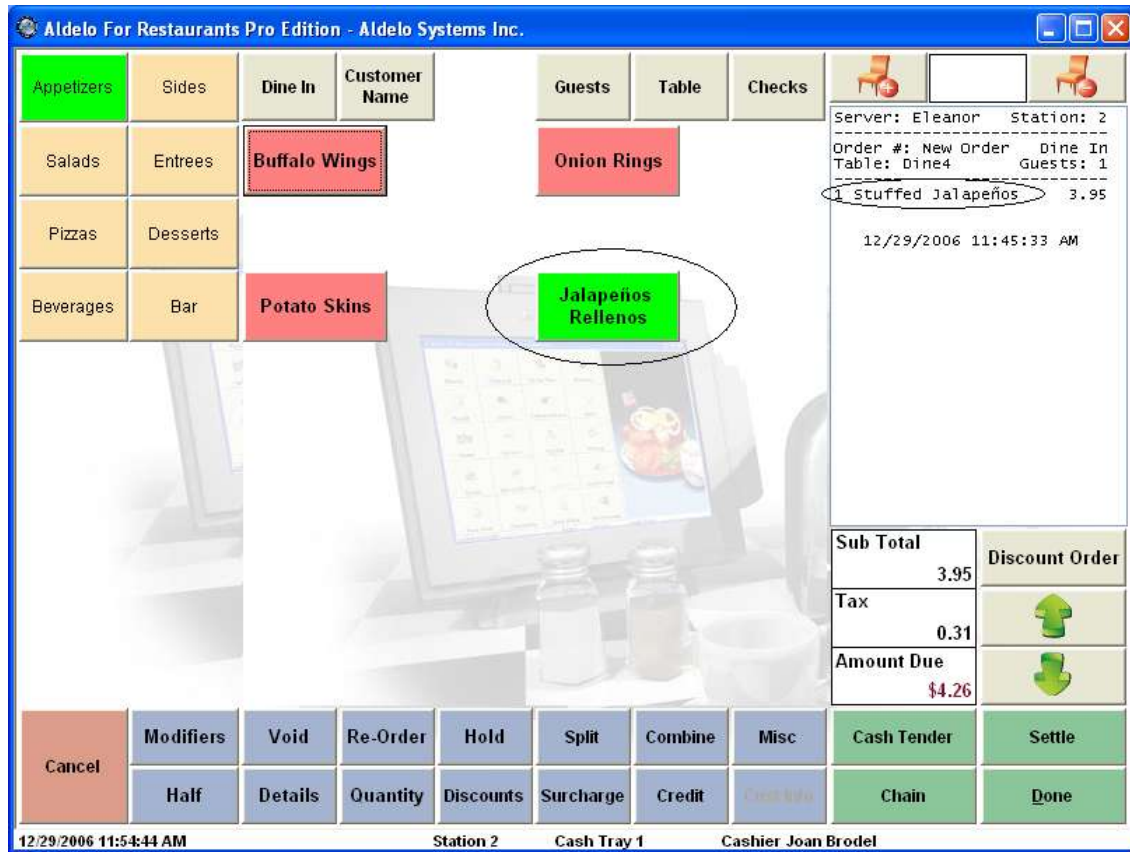 Aldelo For Restaurants Pro Edition - Aldelo Systems Inc.
Appetizers
Sides
Dine In
Customer
Name
Guests
Table
Checks
Salads
Entrees
Buffalo Wings
Onion Rings
Pizzas
Desserts
Beverages
Bar
Potato Skins
Jalapeños
Rellenos
Server: Eleanor Station: 2
Order #: New Order Dine In
Table: Dine4 Guests: 1
1 Stuffed Jalapeños 3.95
12/29/2006 11:45:33 AM
Sub Total
3.95
Discount Order
Tax
0.31
Amount Due
$4.26
Cancel
Modifiers
Void
Re-Order
Hold
Split
Combine
Misc
Cash Tender
Settle
Half
Details
Quantity
Discounts
Surcharge
Credit
Chain
Done
12/29/2006 11:54:44 AM
Station 2
Cash Tray 1
Cashier Joan Brodel